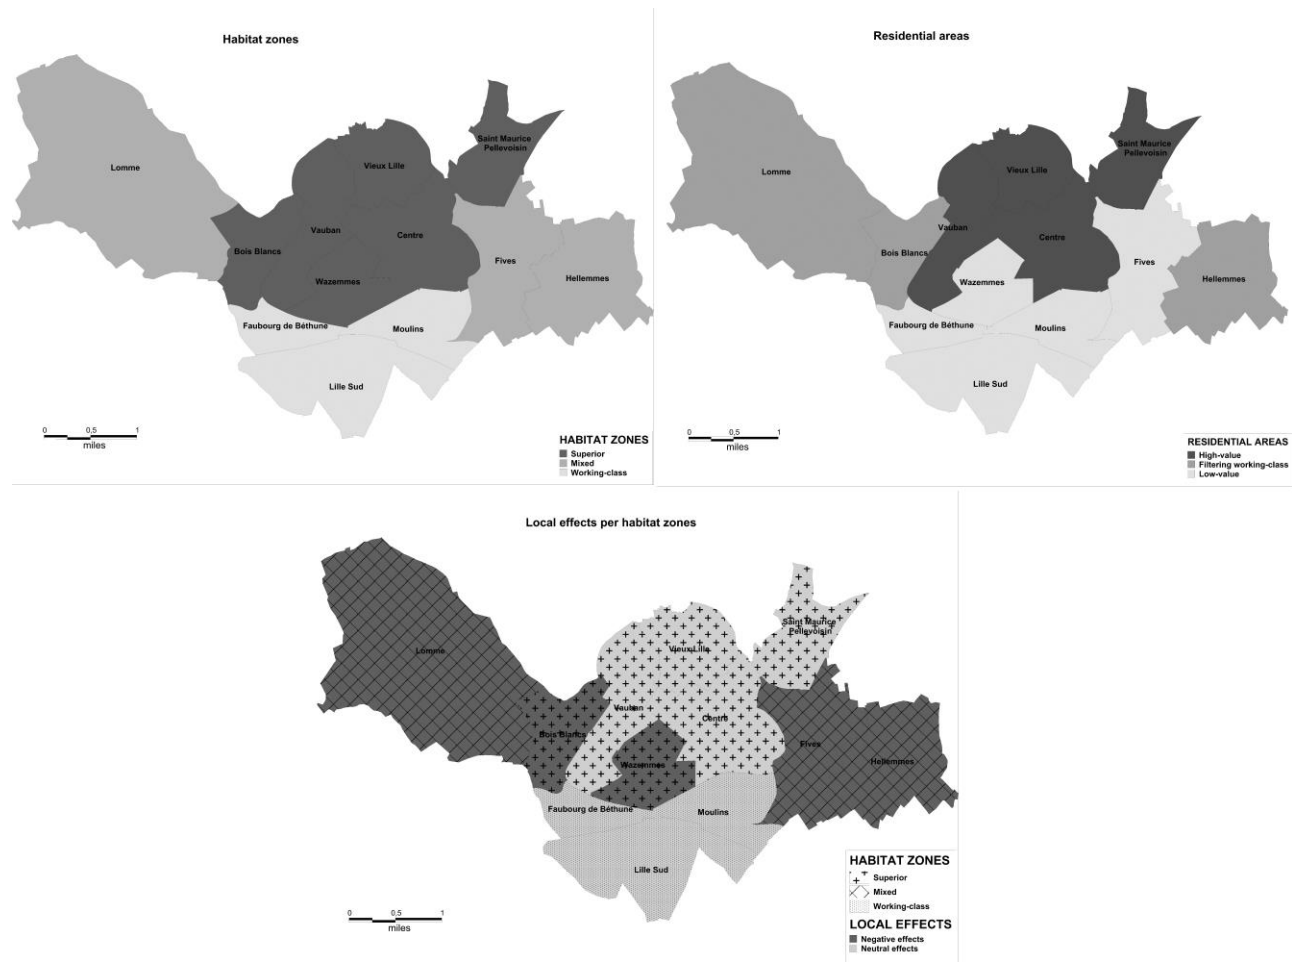 Habitat zones
Lomme
Vieux Lille
Saint Maurice
Pellevoisin
Vauban
Centre
Bois Blancs
Wazemmes
Fives
Hellemmes
Faubourg de Béthune
Moulins
Lille Sud
0 0,5 1
miles
HABITAT ZONES
Superior
Mixed
Working-class
Residential areas
Lomme
Vieux Lille
Saint Maurice
Pellevoisin
Vauban
Centre
Bois Blancs
Wazemmes
Fives
Hellemmes
Faubourg de Béthune
Moulins
Lille Sud
0 0,5 1
miles
RESIDENTIAL AREAS
High-value
Filtering working-class
Low-value
Local effects per habitat zones
Lomme
Vieux Lille
Saint Maurice
Pellevoisin
Vauban
Centre
Bois Blancs
Wazemmes
Fives
Hellemmes
Faubourg de Béthune
Moulins
Lille Sud
0 0,5 1
miles
HABITAT ZONES
Superior
Mixed
Working-class
LOCAL EFFECTS
Negative effects
Neutral effects